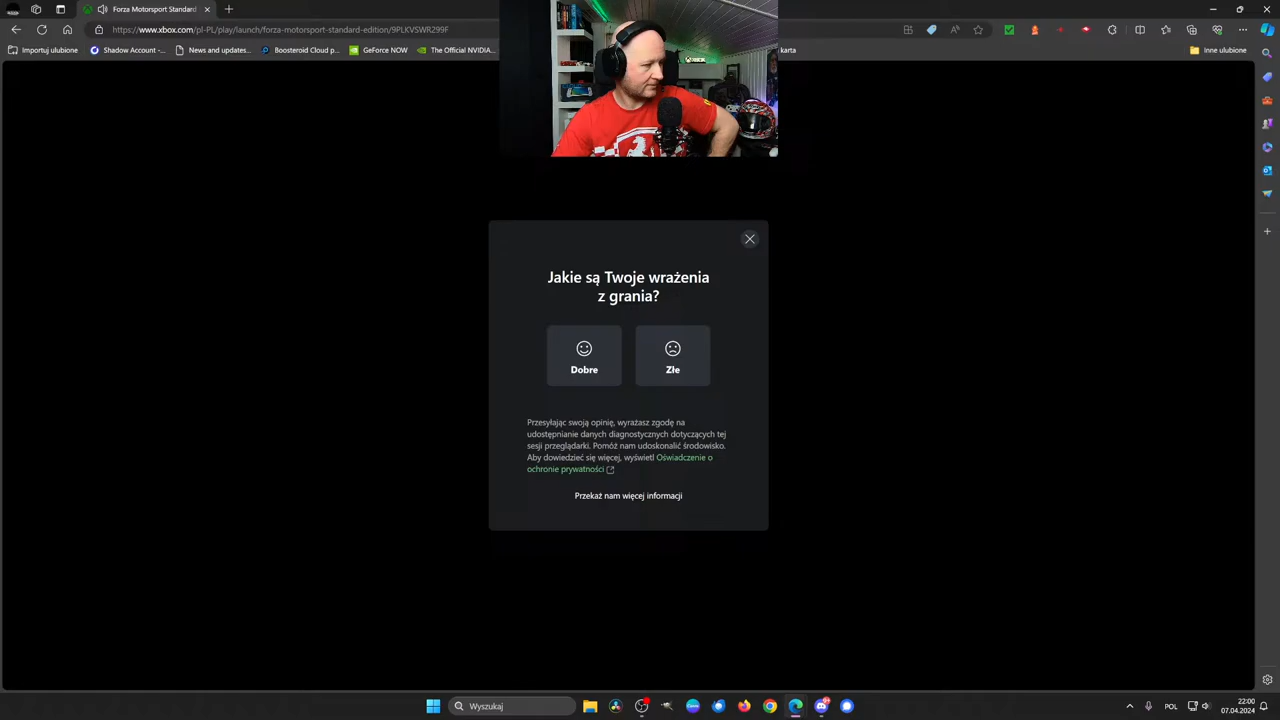 Forza Motorsport Standard
https://www.xbox.com/pl-PL/play/launch/forza-motorsport-standard-edition/9PLKVSWR299F
Importuj ulubione
Shadow Account -...
News and updates...
Boosteroid Cloud p...
GeForce NOW
The Official NVIDIA...
karta
Inne ulubione
XBOX
Jakie są Twoje wrażenia
z grania?
Dobre
Złe
Przesyłając swoją opinię, wyrażasz zgodę na
udostępnianie danych diagnostycznych dotyczących tej
sesji przeglądarki. Pomóż nam udoskonalić środowisko.
Aby dowiedzieć się więcej, wyświetl Oświadczenie o
ochronie prywatności
Przekaż nam więcej informacji
Wyszukaj
POL
22:00
07.04.2024